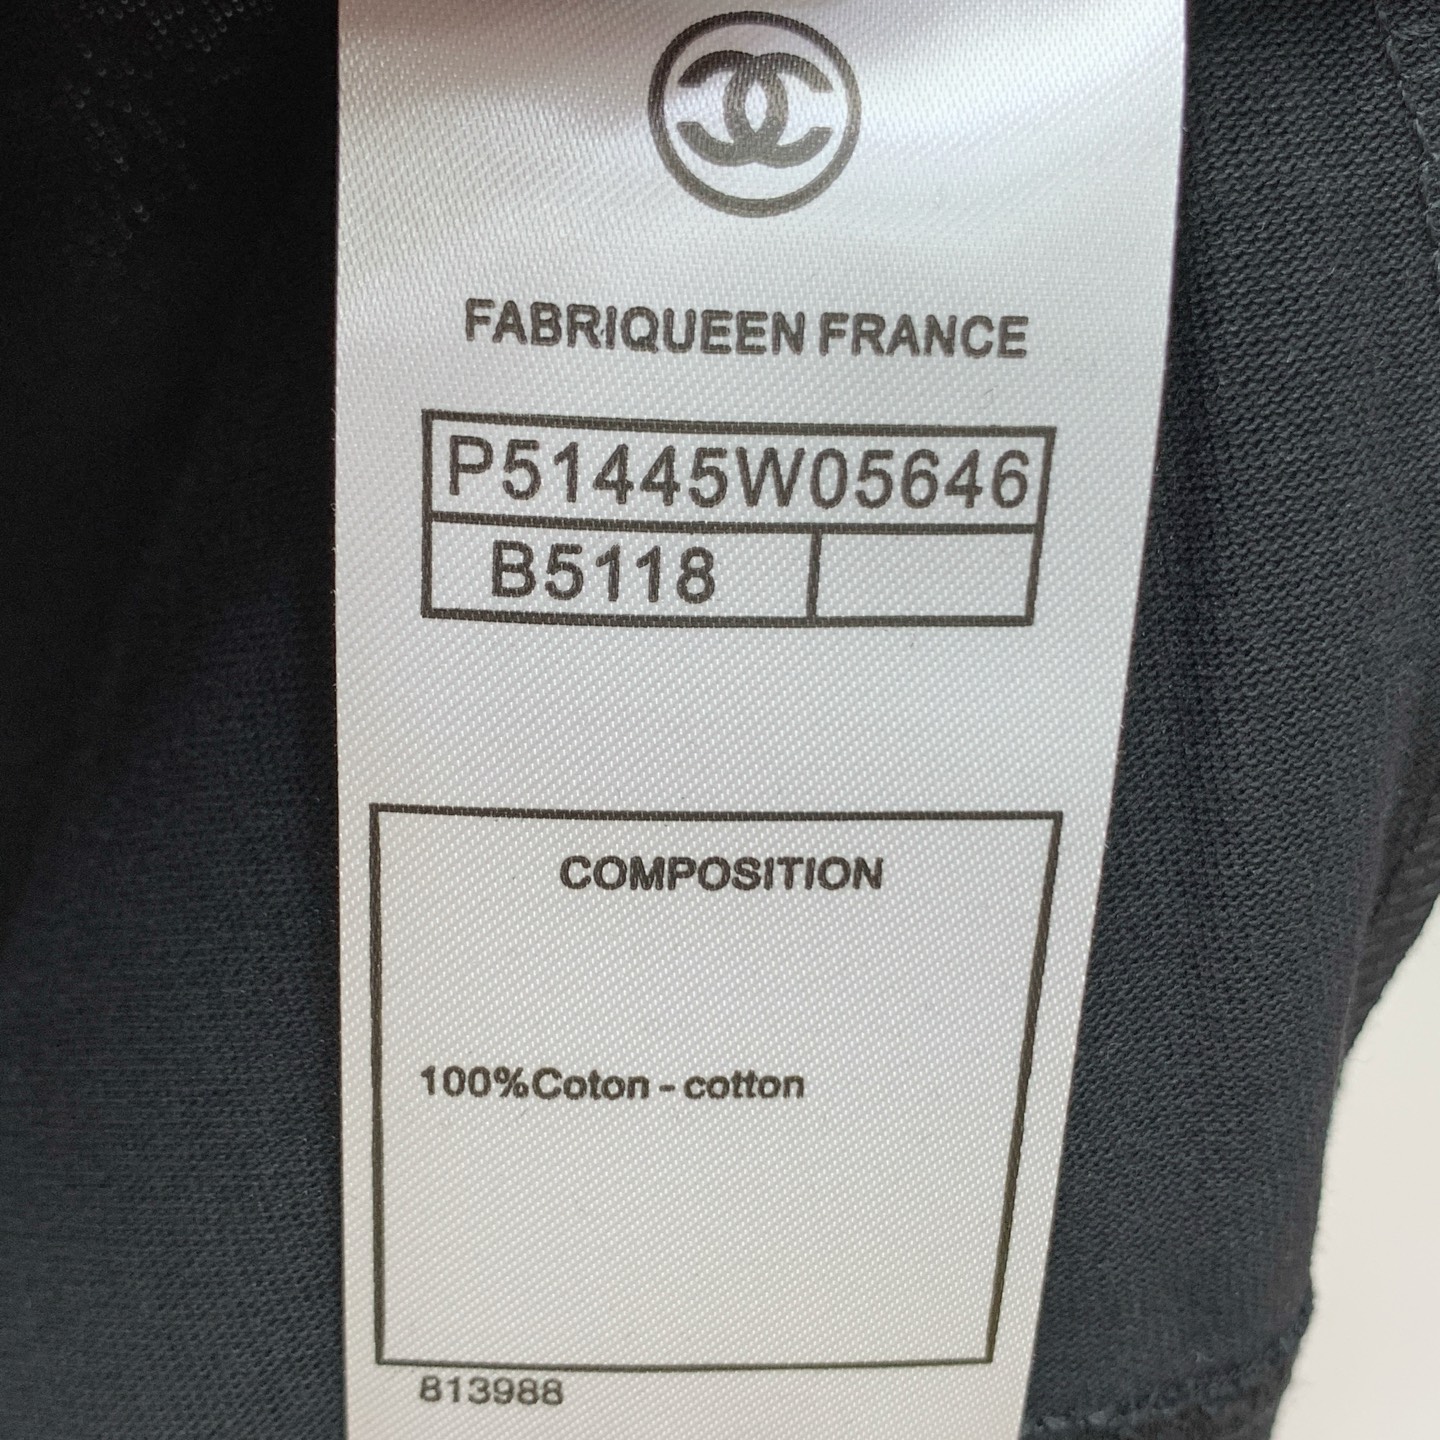 FABRIQUEEN FRANCE
P51445W05646
B5118
COMPOSITION
100%Coton - cotton
813988